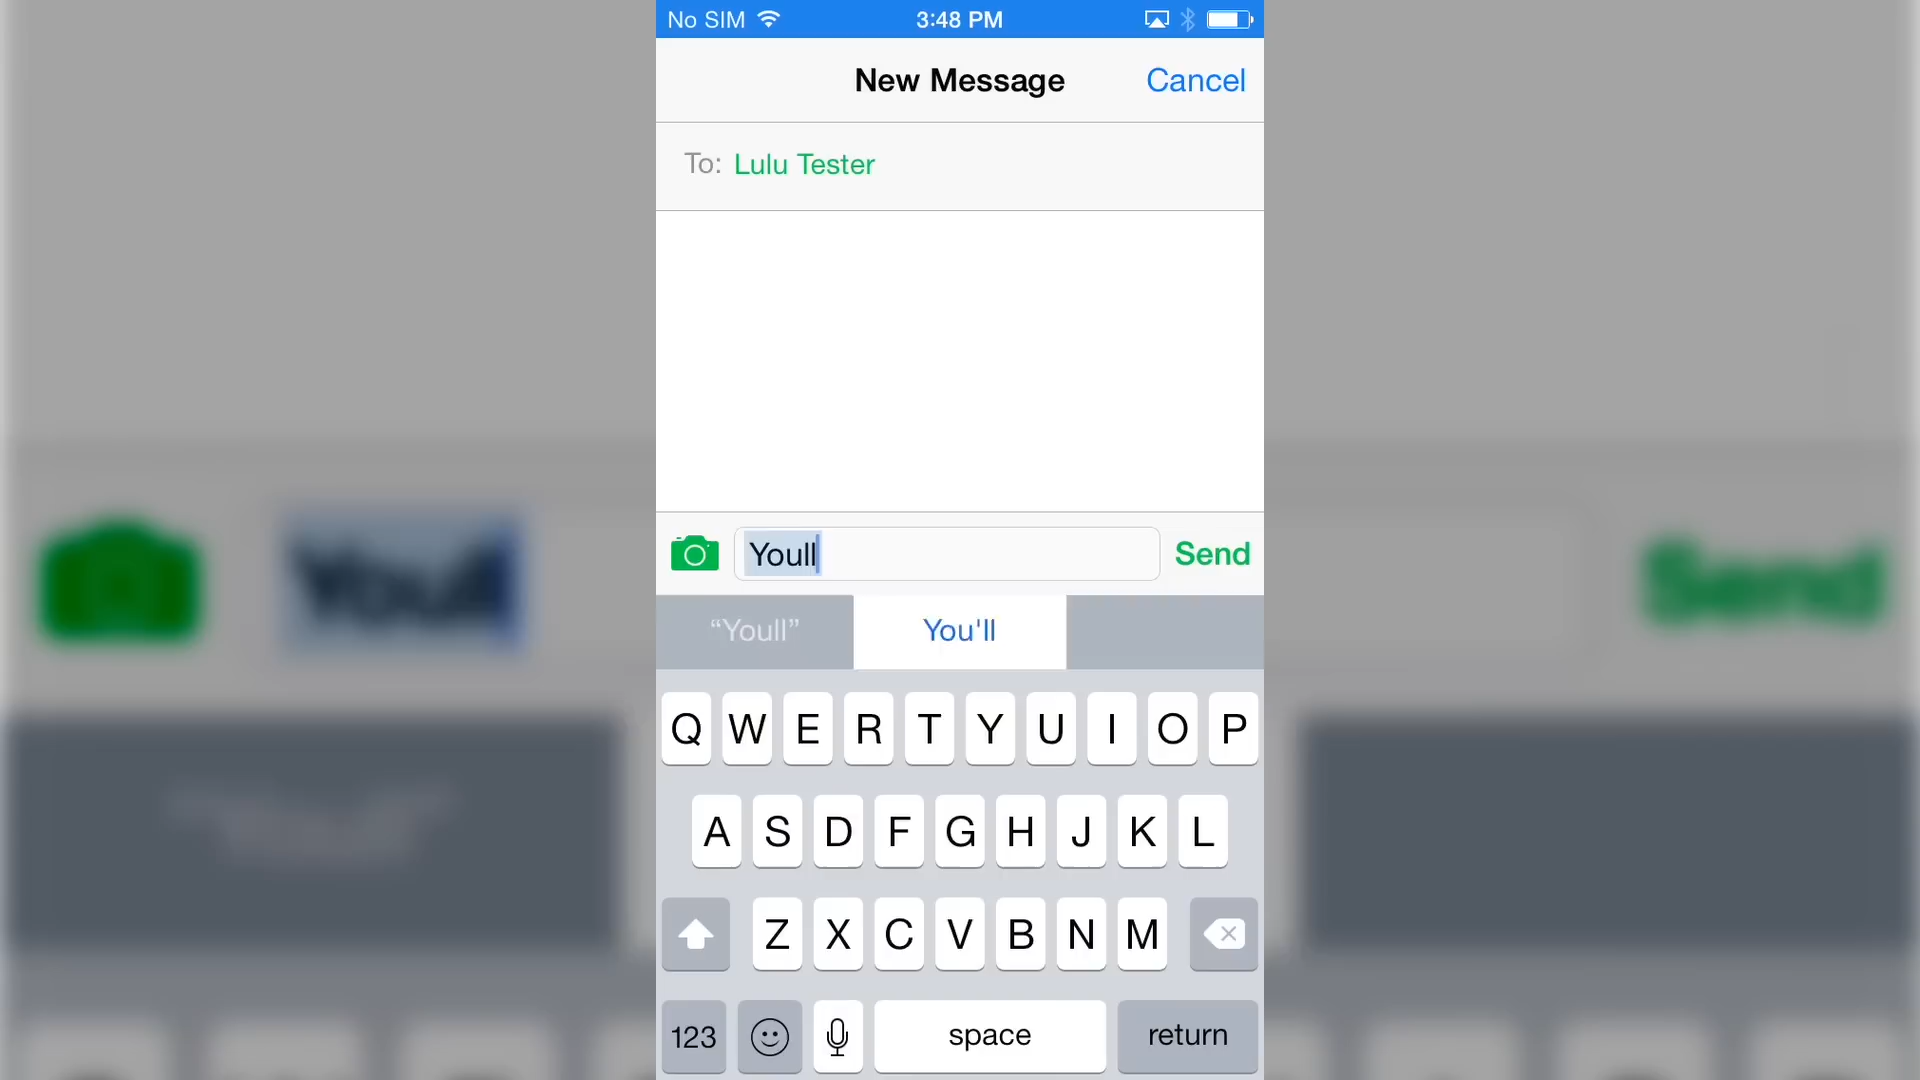 No SIM 3:48 PM
New Message Cancel
To: Lulu Tester
Youll Send
“Youll” You'll
Q W E R T Y U I O P
A S D F G H J K L
Z X C V B N M
123 space return